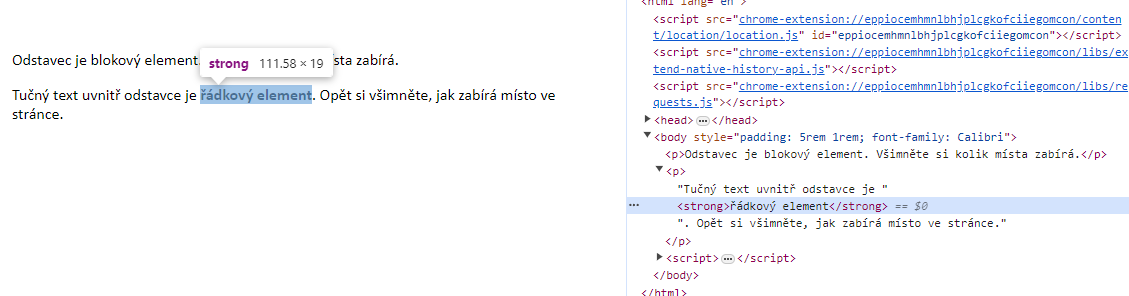 Odstavec je blokový element. ísta zabírá.
strong 111.58 × 19
Tučný text uvnitř odstavce je řádkový element. Opět si všimněte, jak zabírá místo ve
stránce.
<html lang="en">
<script src="chrome-extension://eppiocemhmnlbhjplcgkofciiegomcon/conten
t/location/location.js" id="eppiocemhmnlbhjplcgkofciiegomcon"></script>
<script src="chrome-extension://eppiocemhmnlbhjplcgkofciiegomcon/libs/ex
tend-native-history-api.js"></script>
<script src="chrome-extension://eppiocemhmnlbhjplcgkofciiegomcon/libs/re
quests.js"></script>
<head> … </head>
<body style="padding: 5rem 1rem; font-family: Calibri">
<p>Odstavec je blokový element. Všimněte si kolik místa zabírá.</p>
<p>
"Tučný text uvnitř odstavce je "
<strong>řádkový element</strong> == $0
". Opět si všimněte, jak zabírá místo ve stránce."
</p>
<script> … </script>
</body>
</html>